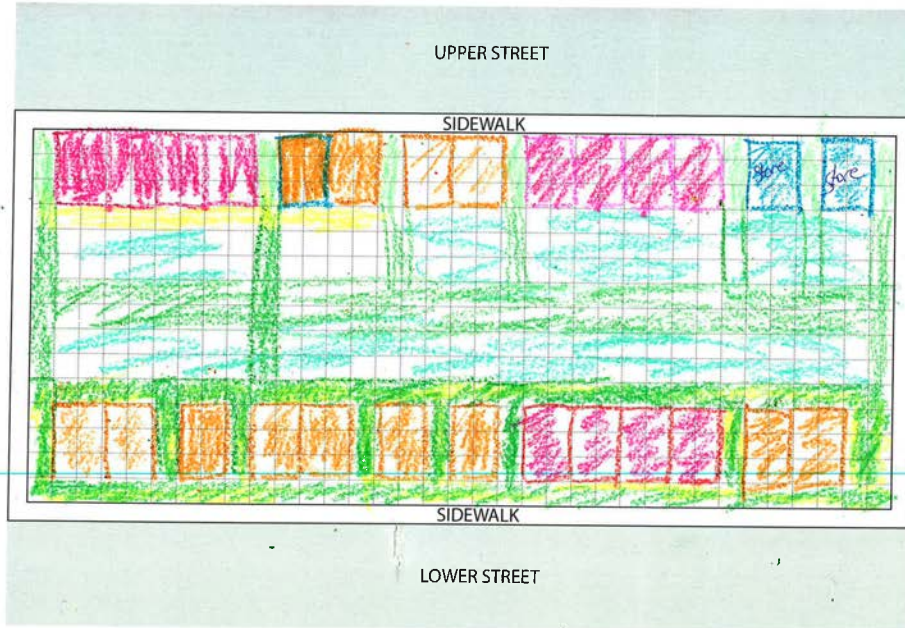 UPPER STREET
SIDEWALK
Store
Store
SIDEWALK
LOWER STREET